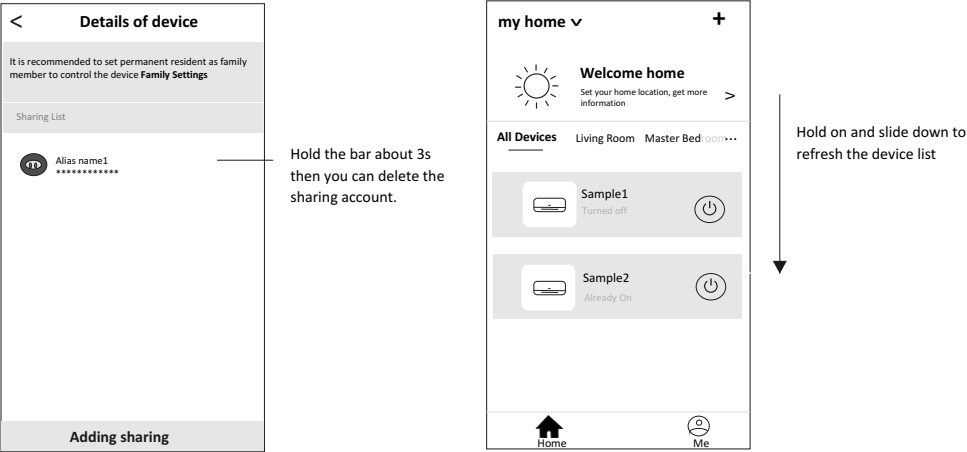 < Details of device
It is recommended to set permanent resident as family
member to control the device Family Settings
Sharing List
Alias name1
************
Adding sharing
Hold the bar about 3s
then you can delete the
sharing account.
my home ∨ +
Welcome home
Set your home location, get more
information
>
All Devices Living Room Master Bedroom...
Sample1
Turned off
Sample2
Already On
Home Me
Hold on and slide down to
refresh the device list